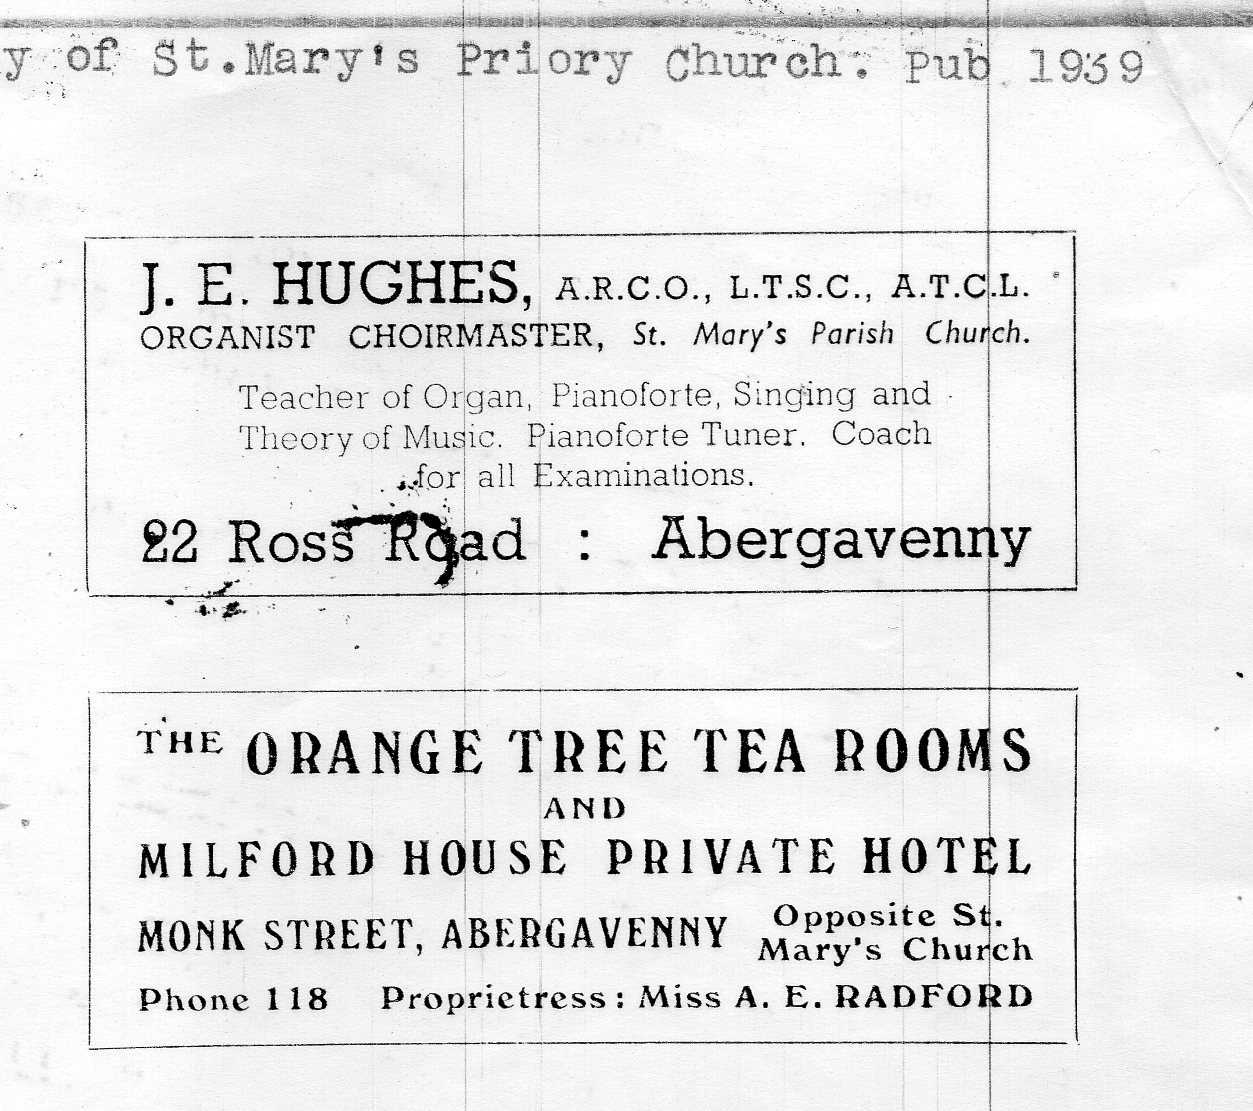 y of St.Mary's Priory Church. Pub. 1939
J. E. HUGHES, A.R.C.O., L.T.S.C., A.T.C.L.
ORGANIST CHOIRMASTER, St. Mary's Parish Church.
Teacher of Organ, Pianoforte, Singing and
Theory of Music. Pianoforte Tuner. Coach
for all Examinations.
22 Ross Road : Abergavenny
THE ORANGE TREE TEA ROOMS
AND
MILFORD HOUSE PRIVATE HOTEL
MONK STREET, ABERGAVENNY Opposite St.
Mary's Church
Phone 118 Proprietress: Miss A. E. RADFORD